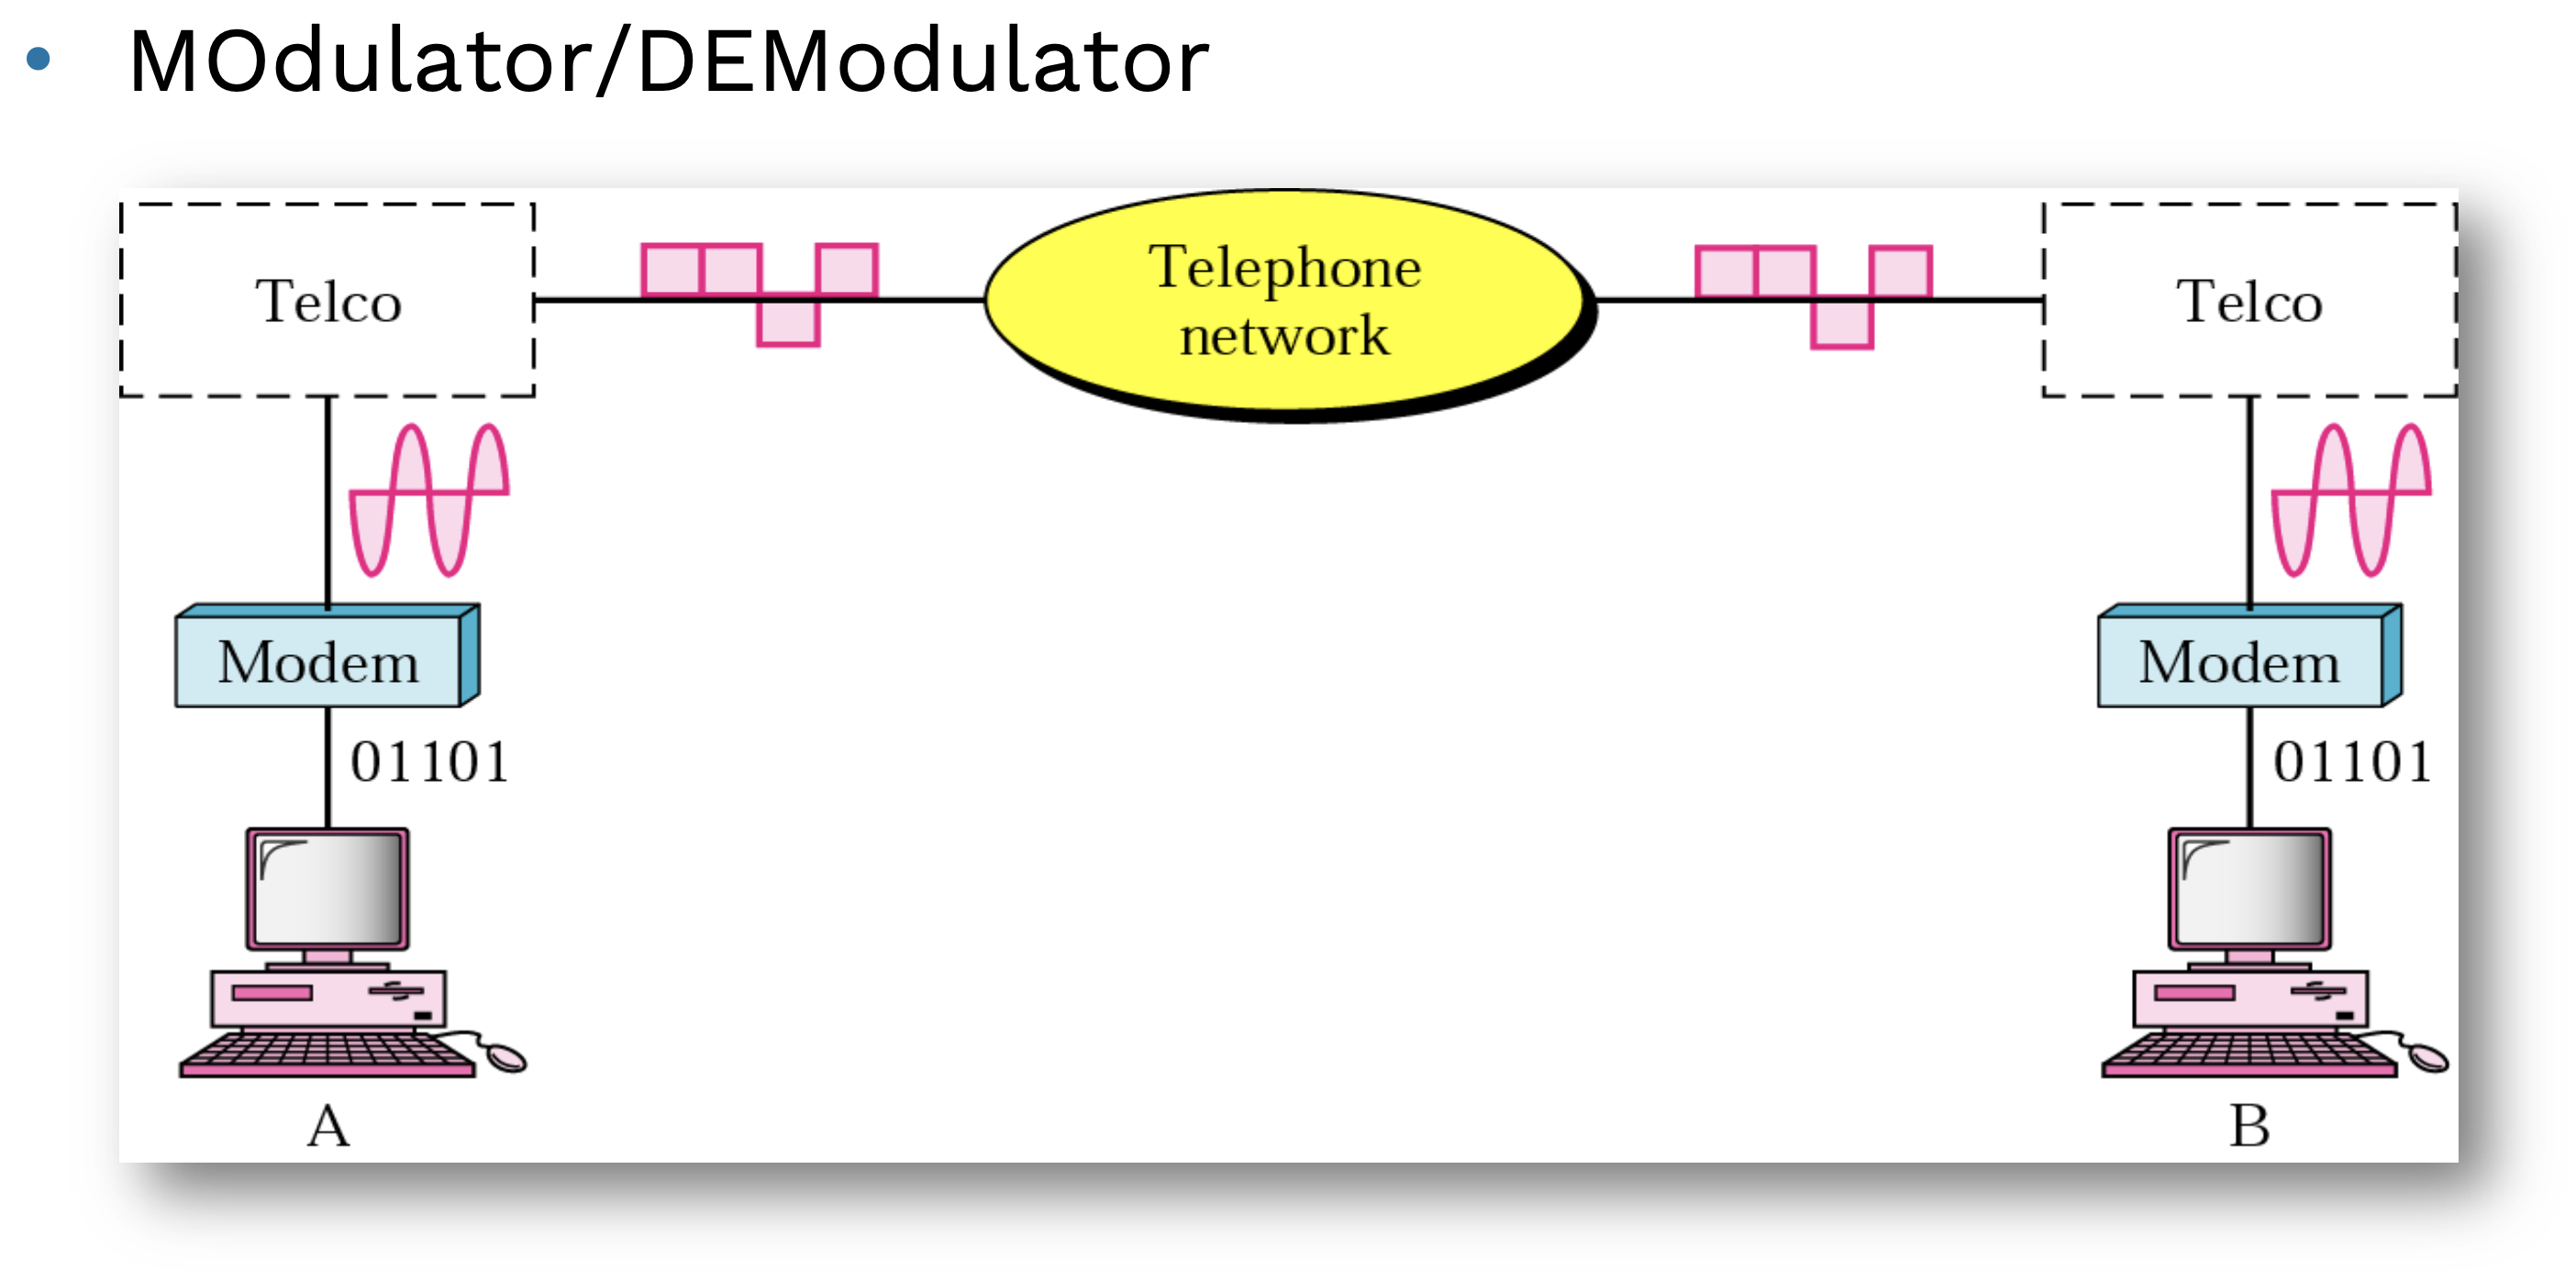 • MOdulator/DEModulator
Telco
Telephone
network
Telco
Modem
Modem
01101
01101
A
B